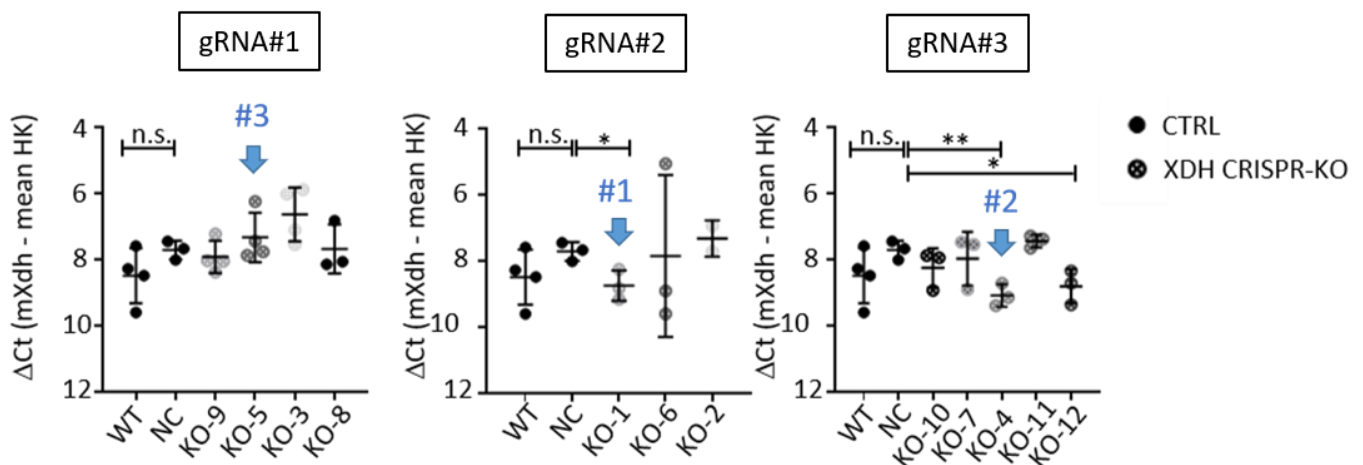 gRNA#1
gRNA#2
gRNA#3
ΔCt (mXdh - mean HK)
4
6
8
10
12
n.s.
#3
WT
NC
KO-9
KO-5
KO-3
KO-8
ΔCt (mXdh - mean HK)
4
6
8
10
12
n.s.
*
#1
WT
NC
KO-1
KO-6
KO-2
ΔCt (mXdh - mean HK)
4
6
8
10
12
n.s.
**
*
#2
WT
NC
KO-10
KO-7
KO-4
KO-11
KO-12
CTRL
XDH CRISPR-KO